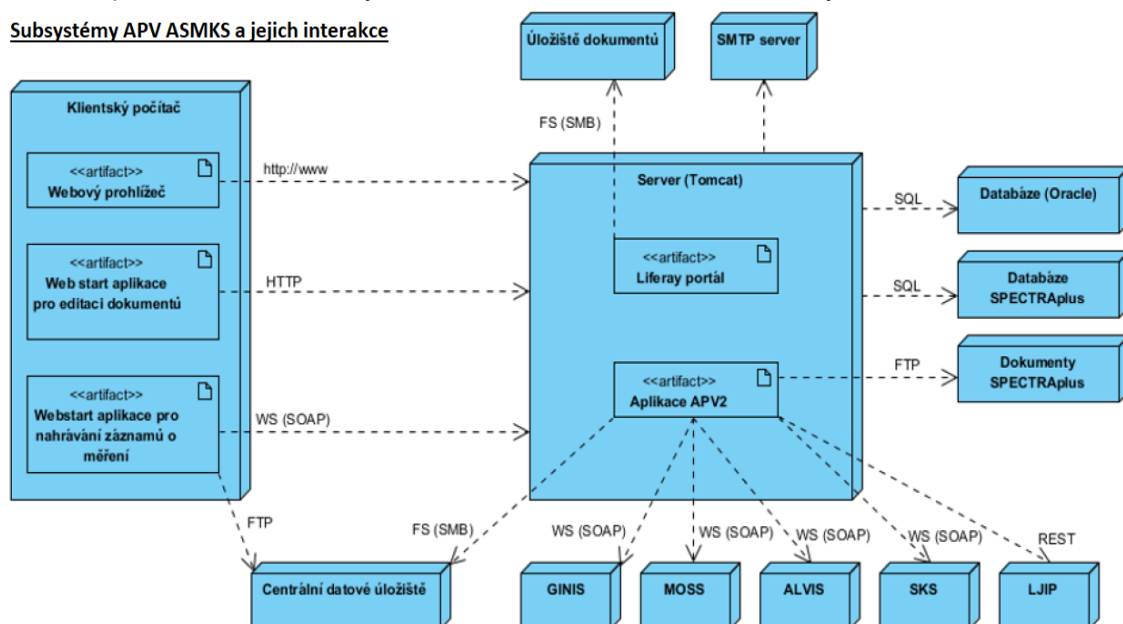 Subsystémy APV ASMKS a jejich interakce
Úložiště dokumentů
SMTP server
Klientský počítač
FS (SMB)
<<artifact>>
Webový prohlížeč
http://www
Server (Tomcat)
SQL
Databáze (Oracle)
<<artifact>>
Web start aplikace
pro editaci dokumentů
HTTP
<<artifact>>
Liferay portál
SQL
Databáze
SPECTRAplus
<<artifact>>
Webstart aplikace pro
nahrávání záznamů o
měření
WS (SOAP)
<<artifact>>
Aplikace APV2
FTP
Dokumenty
SPECTRAplus
FTP
FS (SMB)
WS (SOAP)
WS (SOAP)
WS (SOAP)
WS (SOAP)
REST
Centrální datové úložiště
GINIS
MOSS
ALVIS
SKS
LJIP